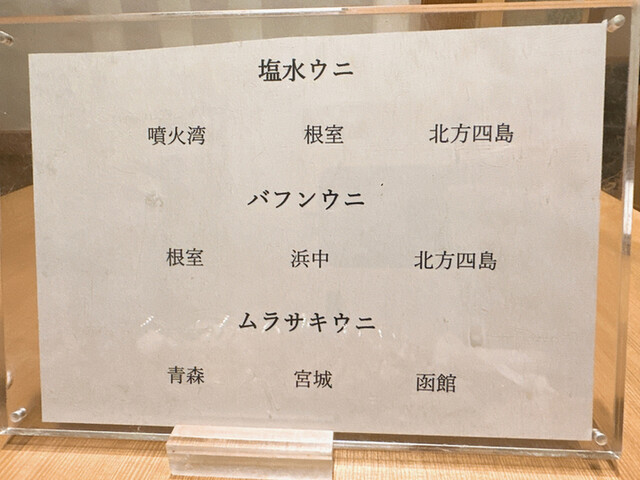 塩水ウニ
噴火湾 根室 北方四島
バフンウニ
根室 浜中 北方四島
ムラサキウニ
青森 宮城 函館